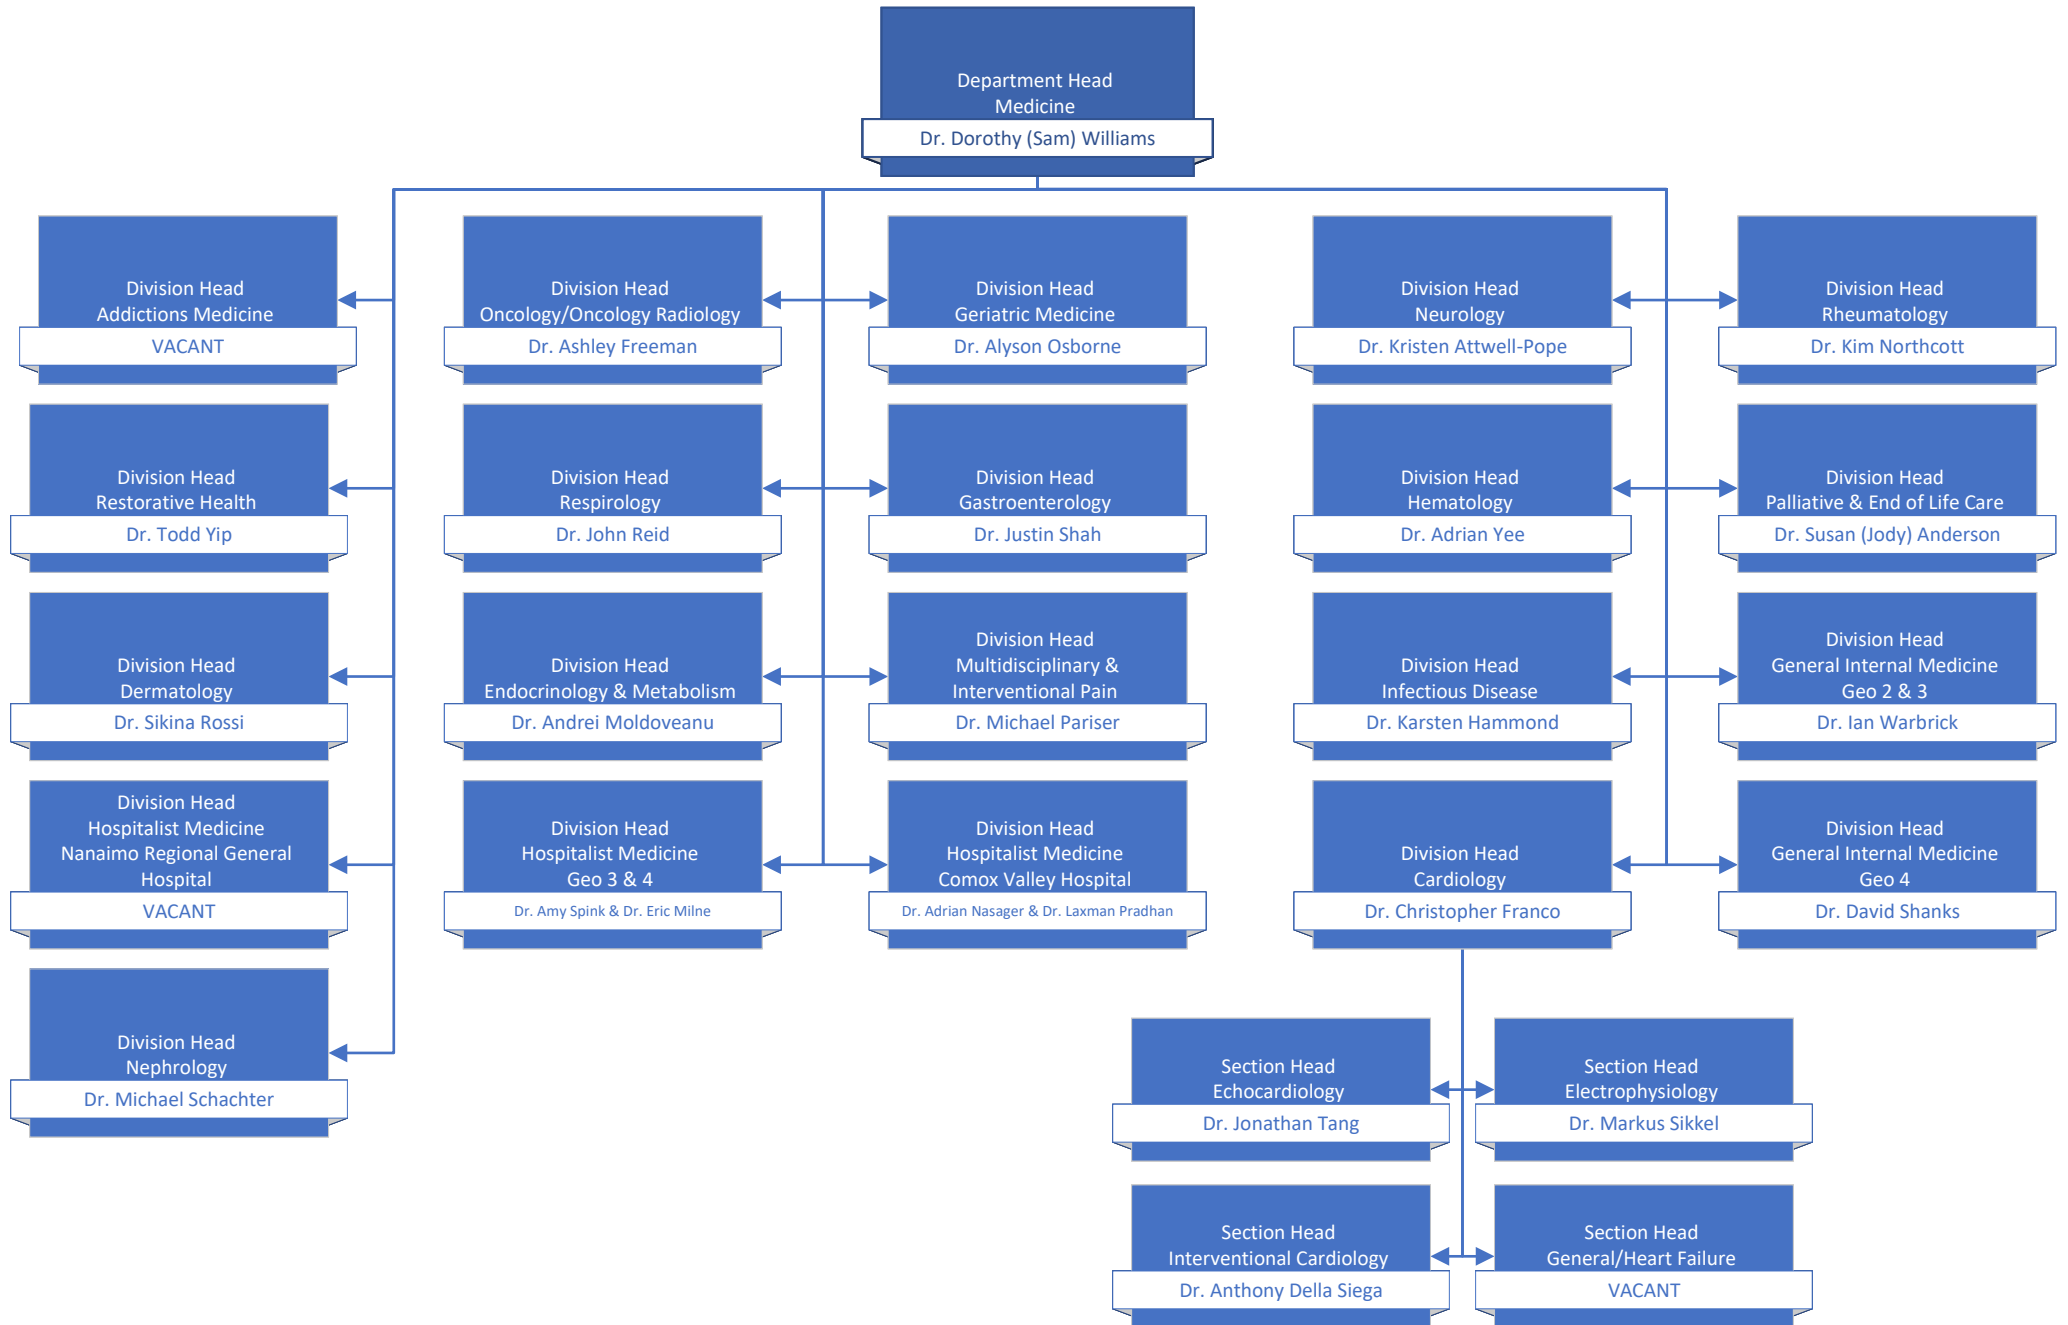 Department Head
Medicine
Dr. Dorothy (Sam) Williams
Division Head
Addictions Medicine
VACANT
Division Head
Oncology/Oncology Radiology
Dr. Ashley Freeman
Division Head
Geriatric Medicine
Dr. Alyson Osborne
Division Head
Neurology
Dr. Kristen Attwell-Pope
Division Head
Rheumatology
Dr. Kim Northcott
Division Head
Restorative Health
Dr. Todd Yip
Division Head
Respirology
Dr. John Reid
Division Head
Gastroenterology
Dr. Justin Shah
Division Head
Hematology
Dr. Adrian Yee
Division Head
Palliative & End of Life Care
Dr. Susan (Jody) Anderson
Division Head
Dermatology
Dr. Sikina Rossi
Division Head
Endocrinology & Metabolism
Dr. Andrei Moldoveanu
Division Head
Multidisciplinary &
Interventional Pain
Dr. Michael Pariser
Division Head
Infectious Disease
Dr. Karsten Hammond
Division Head
General Internal Medicine
Geo 2 & 3
Dr. Ian Warbrick
Division Head
Hospitalist Medicine
Nanaimo Regional General
Hospital
VACANT
Division Head
Hospitalist Medicine
Geo 3 & 4
Dr. Amy Spink & Dr. Eric Milne
Division Head
Hospitalist Medicine
Comox Valley Hospital
Dr. Adrian Nasager & Dr. Laxman Pradhan
Division Head
Cardiology
Dr. Christopher Franco
Division Head
General Internal Medicine
Geo 4
Dr. David Shanks
Division Head
Nephrology
Dr. Michael Schachter
Section Head
Echocardiology
Dr. Jonathan Tang
Section Head
Electrophysiology
Dr. Markus Sikkel
Section Head
Interventional Cardiology
Dr. Anthony Della Siega
Section Head
General/Heart Failure
VACANT